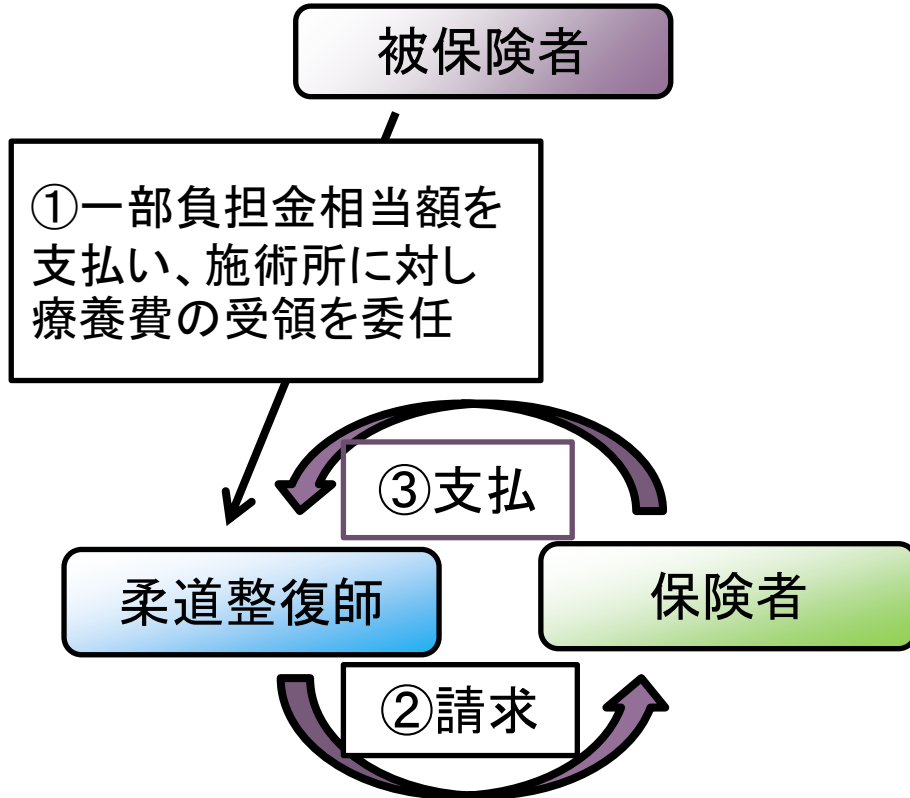 被保険者
①一部負担金相当額を
支払い、施術所に対し
療養費の受領を委任
③支払
柔道整復師
保険者
②請求